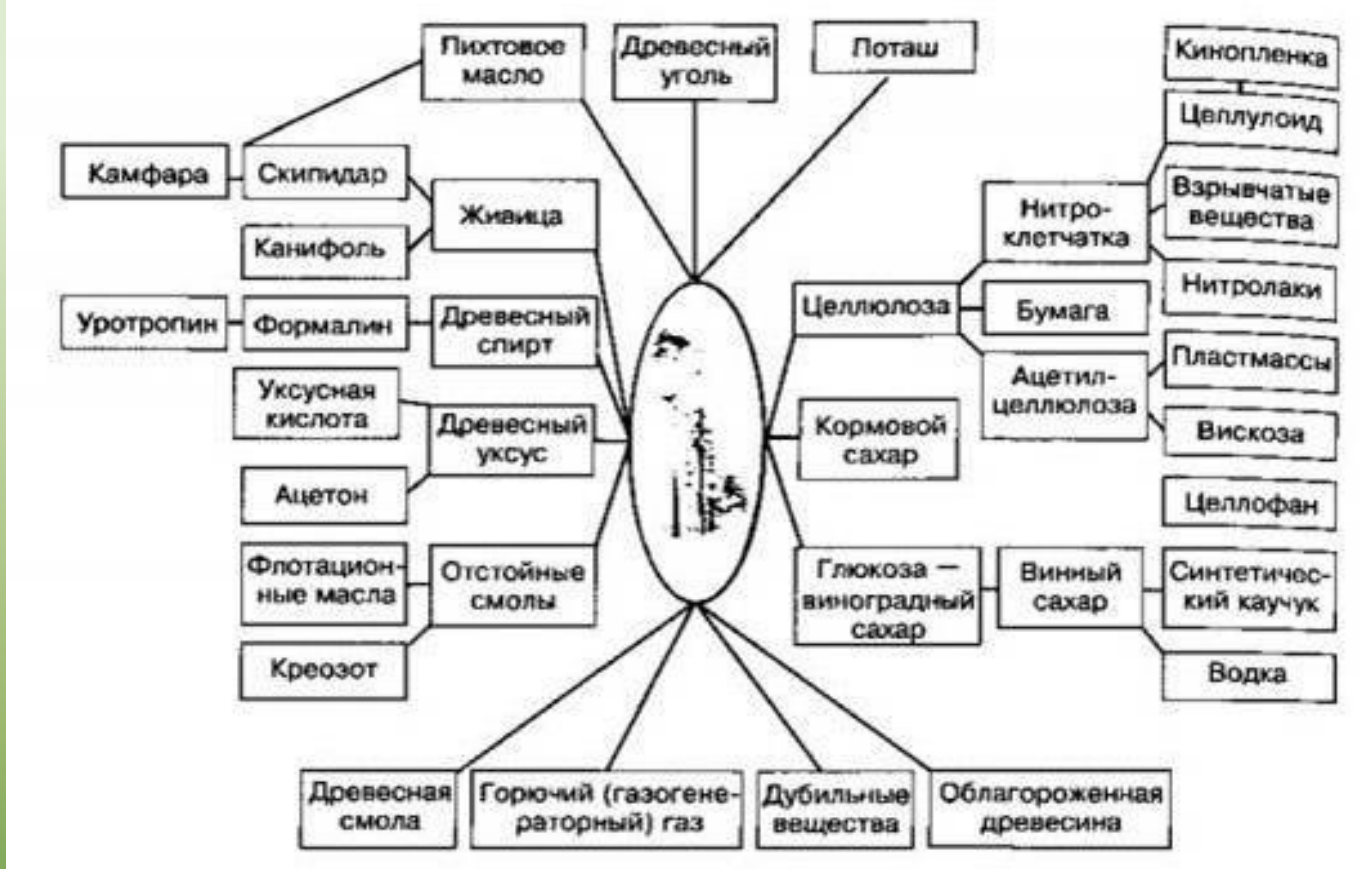 Пихтовое
масло
Древесный
уголь
Поташ
Кинопленка
Целлулоид
Камфара
Скипидар
Живица
Канифоль
Нитро-
клетчатка
Взрывчатые
вещества
Нитролаки
Уротропин
Формалин
Древесный
спирт
Целлюлоза
Бумага
Ацетил-
целлюлоза
Пластмассы
Вискоза
Уксусная
кислота
Древесный
уксус
Ацетон
Кормовой
сахар
Целлофан
Флотацион-
ные масла
Отстойные
смолы
Креозот
Глюкоза —
виноградный
сахар
Винный
сахар
Синтетичес-
кий каучук
Водка
Древесная
смола
Горючий (газогене-
раторный) газ
Дубильные
вещества
Облагороженная
древесина